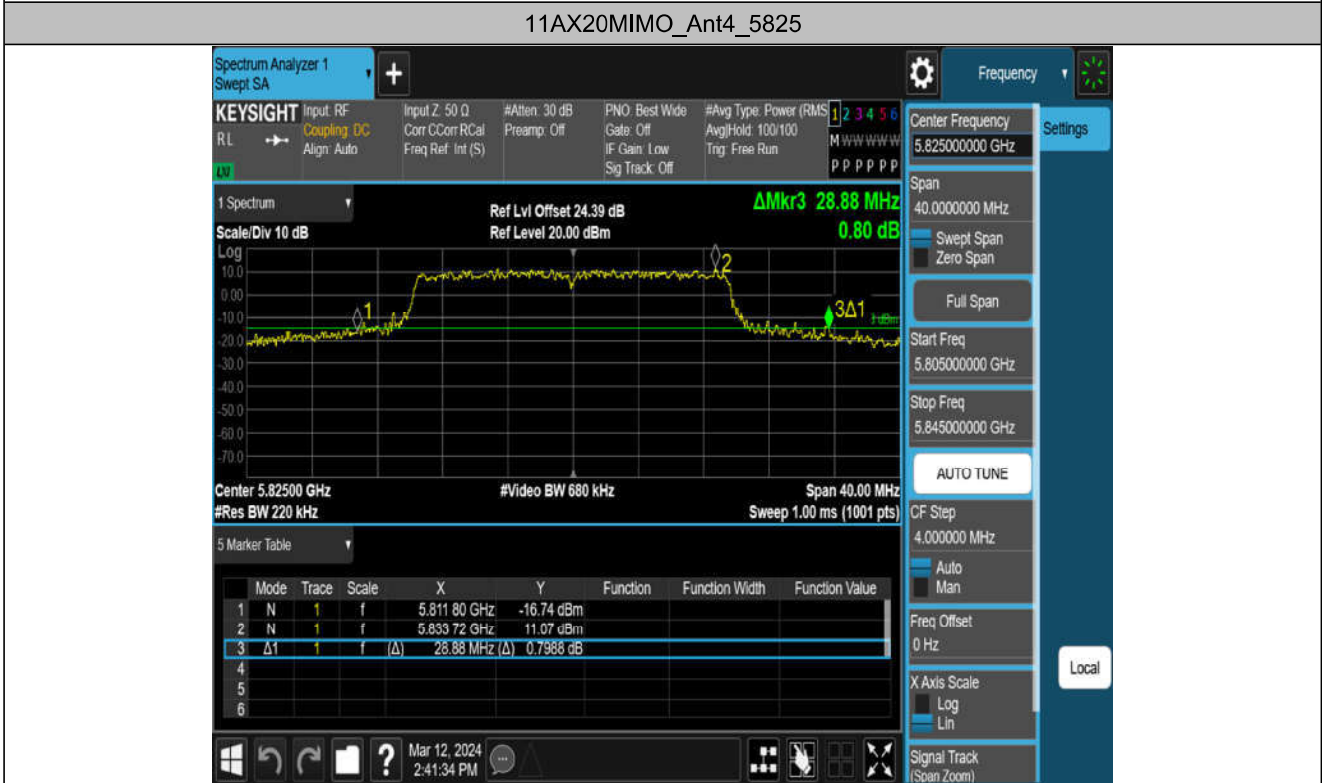 11AX20MIMO_Ant4_5825
Spectrum Analyzer 1
Swept SA
Frequency
KEYSIGHT
RL
Input: RF
Coupling: DC
Align: Auto
Input Z: 50 Ω
Corr CCorr RCal
Freq Ref: Int (S)
#Atten: 30 dB
Preamp: Off
PNO: Best Wide
Gate: Off
IF Gain: Low
Sig Track: Off
#Avg Type: Power (RMS
Avg|Hold: 100/100
Trig: Free Run
1 2 3 4 5 6
M W W W W W
P P P P P P
LXI
1 Spectrum
Scale/Div 10 dB
Ref Lvl Offset 24.39 dB
Ref Level 20.00 dBm
ΔMkr3 28.88 MHz
0.80 dB
Log
10.0
0.00
-10.0
-20.0
-30.0
-40.0
-50.0
-60.0
-70.0
1
2
3Δ1
Center 5.82500 GHz
#Res BW 220 kHz
#Video BW 680 kHz
Span 40.00 MHz
Sweep 1.00 ms (1001 pts)
5 Marker Table
Mode Trace Scale X Y Function Function Width Function Value
1 N 1 f 5.811 80 GHz -16.74 dBm
2 N 1 f 5.833 72 GHz 11.07 dBm
3 Δ1 1 f (Δ) 28.88 MHz (Δ) 0.7988 dB
4
5
6
Mar 12, 2024
2:41:34 PM
Center Frequency
5.825000000 GHz
Settings
Span
40.0000000 MHz
Swept Span
Zero Span
Full Span
Start Freq
5.805000000 GHz
Stop Freq
5.845000000 GHz
AUTO TUNE
CF Step
4.000000 MHz
Auto
Man
Freq Offset
0 Hz
X Axis Scale
Log
Lin
Local
Signal Track
(Span Zoom)